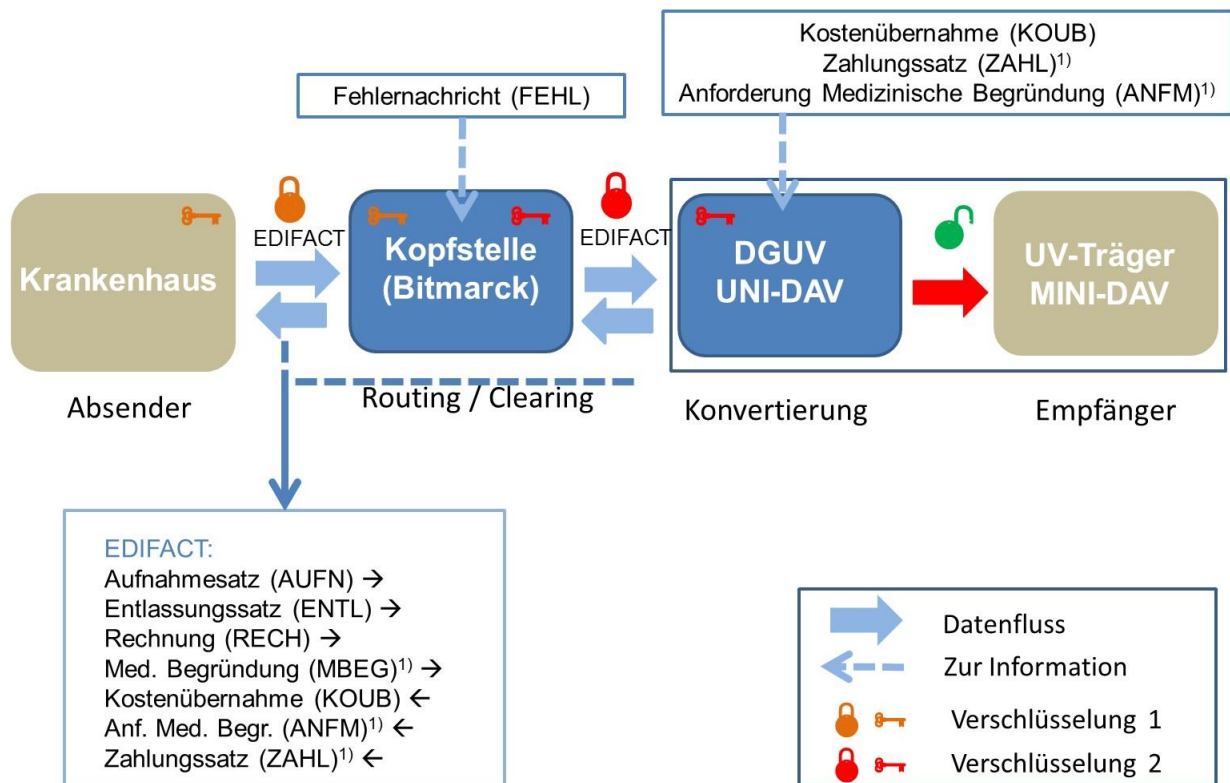 Kostenübernahme (KOUB)
Zahlungssatz (ZAHL)1)
Anforderung Medizinische Begründung (ANFM)1)
Fehlernachricht (FEHL)
Krankenhaus
EDIFACT
Kopfstelle
(Bitmarck)
EDIFACT
DGUV
UNI-DAV
UV-Träger
MINI-DAV
Absender
Routing / Clearing
Konvertierung
Empfänger
EDIFACT:
Aufnahmesatz (AUFN) →
Entlassungssatz (ENTL) →
Rechnung (RECH) →
Med. Begründung (MBEG)1) →
Kostenübernahme (KOUB) ←
Anf. Med. Begr. (ANFM)1) ←
Zahlungssatz (ZAHL)1) ←
Datenfluss
Zur Information
Verschlüsselung 1
Verschlüsselung 2